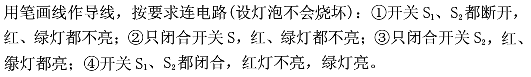 用笔画线作导线，按要求连电路(设灯泡不会烧坏)：①开关S₁、S₂都断开，
红、绿灯都不亮；②只闭合开关S，红、绿灯都不亮；③只闭合开关S₂，红、
绿灯都亮；④开关S₁、S₂都闭合，红灯不亮，绿灯亮。